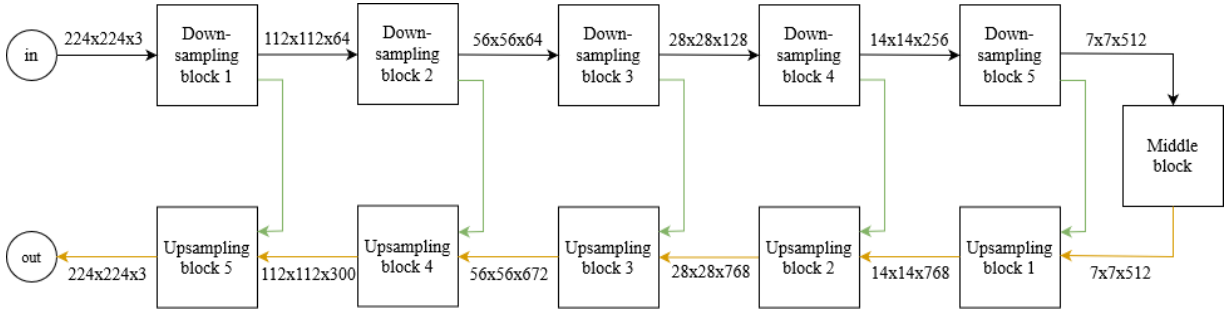 in
224x224x3
Down-
sampling
block 1
112x112x64
Down-
sampling
block 2
56x56x64
Down-
sampling
block 3
28x28x128
Down-
sampling
block 4
14x14x256
Down-
sampling
block 5
7x7x512
Middle
block
out
224x224x3
Upsampling
block 5
112x112x300
Upsampling
block 4
56x56x672
Upsampling
block 3
28x28x768
Upsampling
block 2
14x14x768
Upsampling
block 1
7x7x512